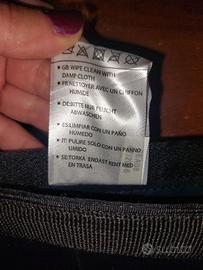 GB WIPE CLEAN WITH
DAMP CLOTH
FR/NETTOYER AVEC UN CHIFFON
HUMIDE
DE/BITTE NUR FEUCHT
ABWASCHEN
ES/LIMPIAR CON UN PAÑO
HÚMEDO
IT/ PULIRE SOLO CON UN PANNO
UMIDO
SE/TORKA ENDAST RENT MED
EN TRASA
subito